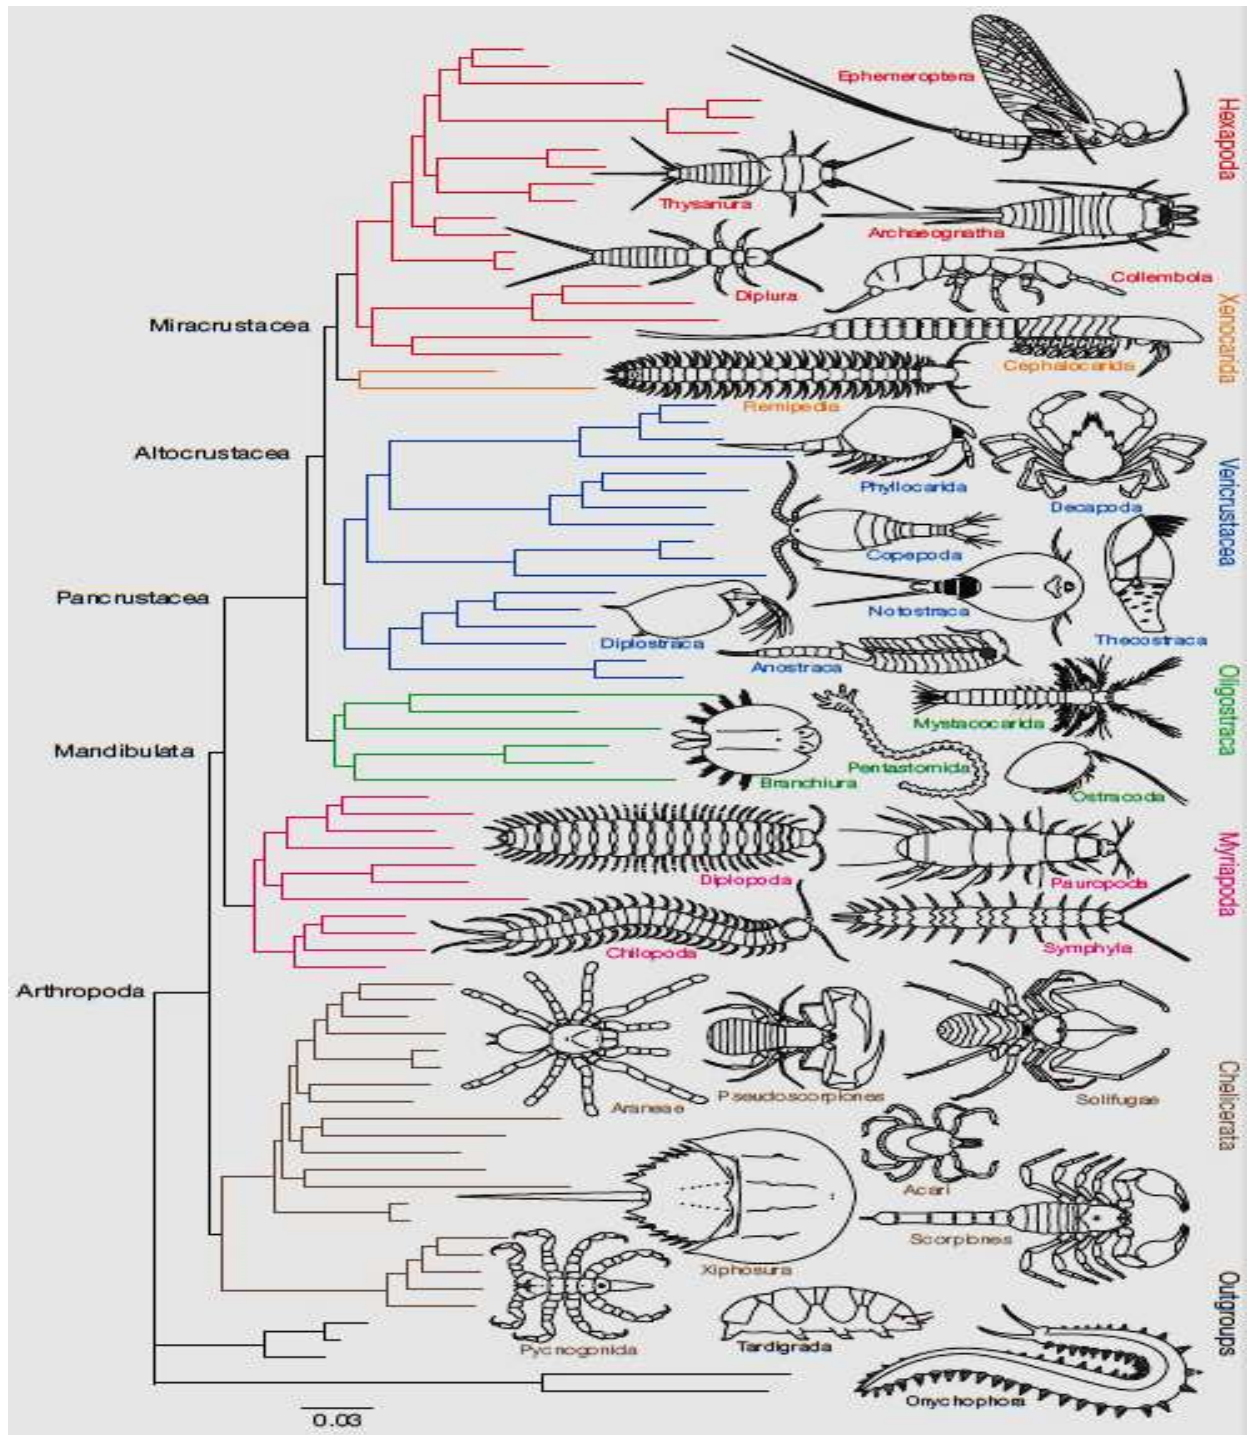 Ephemeroptera
Hexapoda
Thysanura
Archaeognatha
Collembola
Diplura
Miracrustacea
Xenocarida
Cephalocarida
Remipedia
Altocrustacea
Vericrustacea
Phyllocarida
Decapoda
Copepoda
Pancrustacea
Notostraca
Thecostraca
Diplostraca
Anostraca
Oligostraca
Mystacocarida
Mandibulata
Pentastomida
Branchiura
Ostracoda
Myriapoda
Diplopoda
Pauropoda
Chilopoda
Symphyla
Arthropoda
Chelicerata
Araneae
Pseudoscorpiones
Solifugae
Acari
Scorpiones
Xiphosura
Outgroups
Pycnogonida
Tardigrada
Onychophora
0.03